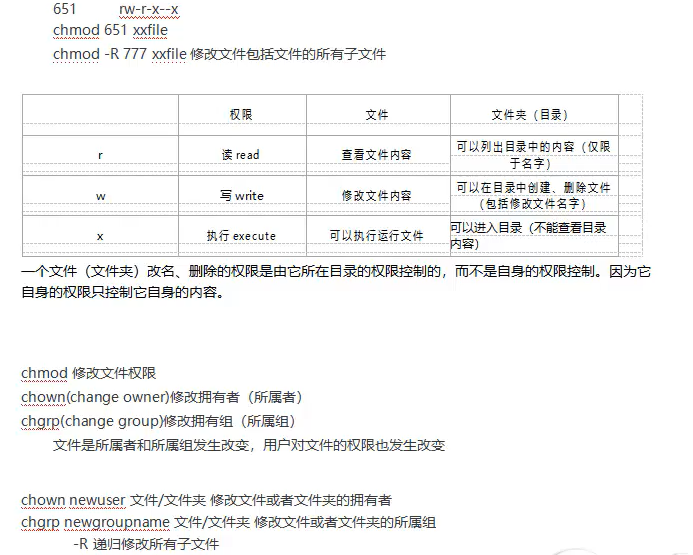 651 rw-r-x--x
chmod 651 xxfile
chmod -R 777 xxfile 修改文件包括文件的所有子文件
权限 文件 文件夹（目录）
r 读 read 查看文件内容 可以列出目录中的内容（仅限于名字）
w 写 write 修改文件内容 可以在目录中创建、删除文件（包括修改文件名字）
x 执行 execute 可以执行运行文件 可以进入目录（不能查看目录内容）
一个文件（文件夹）改名、删除的权限是由它所在目录的权限控制的，而不是自身的权限控制。因为它
自身的权限只控制它自身的内容。
chmod 修改文件权限
chown(change owner)修改拥有者（所属者）
chgrp(change group)修改拥有组（所属组）
文件是所属者和所属组发生改变，用户对文件的权限也发生改变
chown newuser 文件/文件夹 修改文件或者文件夹的拥有者
chgrp newgroupname 文件/文件夹 修改文件或者文件夹的所属组
-R 递归修改所有子文件